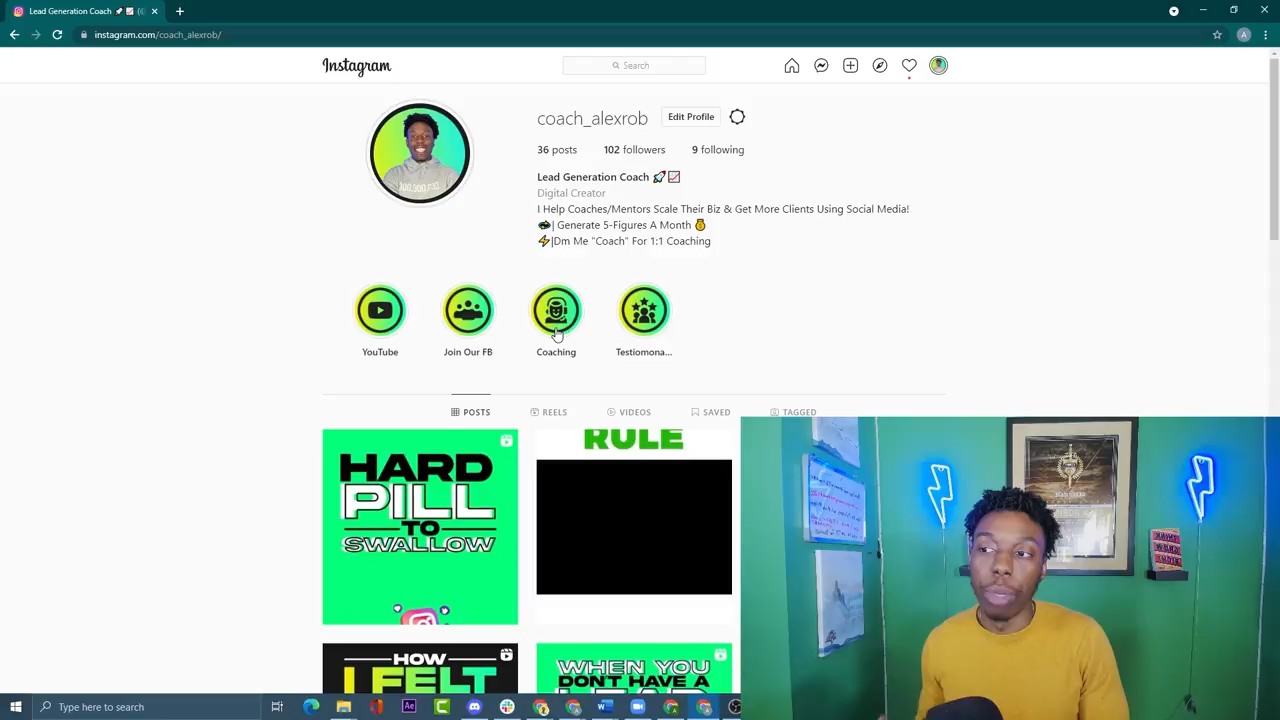 Lead Generation Coach
instagram.com/coach_alexrob/
Instagram
Search
coach_alexrob
Edit Profile
36 posts 102 followers 9 following
Lead Generation Coach 🚀📈
Digital Creator
I Help Coaches/Mentors Scale Their Biz & Get More Clients Using Social Media!
| Generate 5-Figures A Month 💰
⚡|Dm Me "Coach" For 1:1 Coaching
YouTube
Join Our FB
Coaching
Testiomona...
POSTS
REELS
VIDEOS
SAVED
TAGGED
HARD
PILL
TO
SWALLOW
RULE
HOW
I FELT
WHEN YOU
DON'T HAVE A
Type here to search